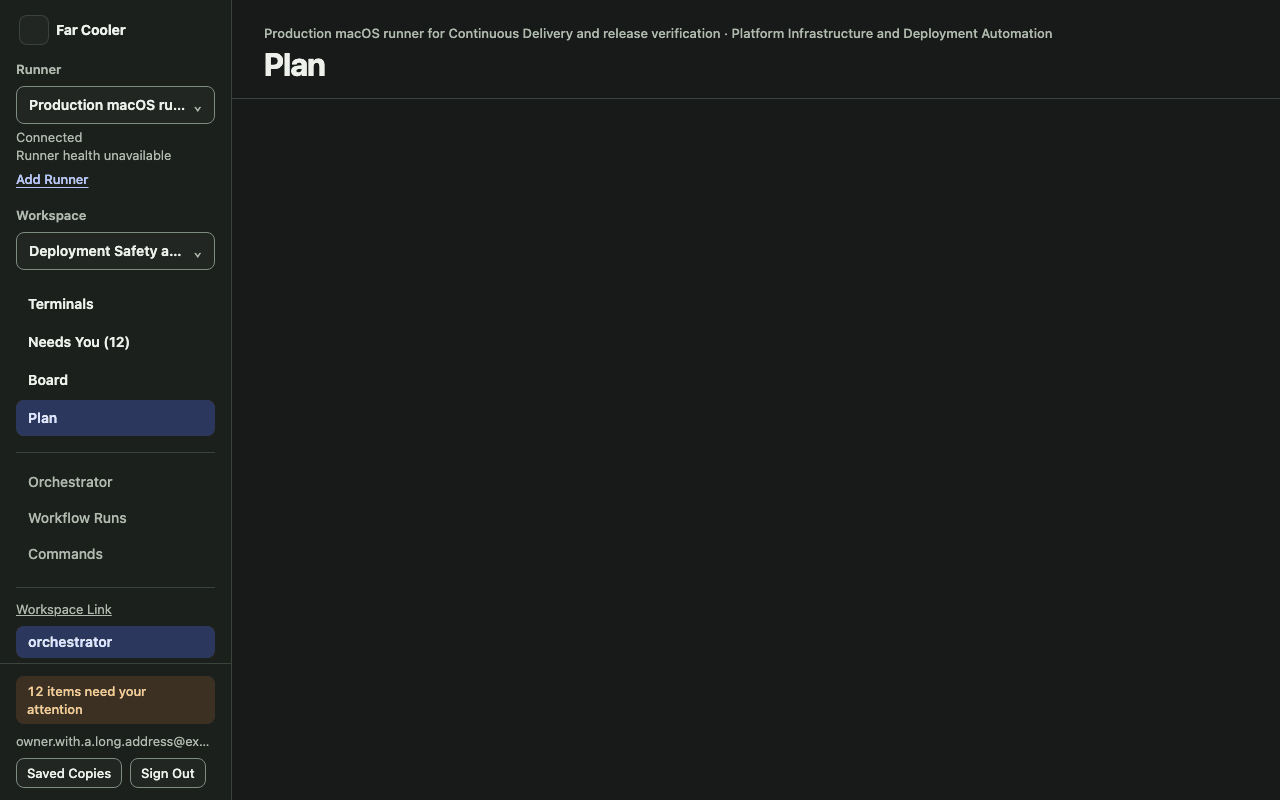 Far Cooler
Runner
Production macOS ru...
Connected
Runner health unavailable
Add Runner
Workspace
Deployment Safety a...
Terminals
Needs You (12)
Board
Plan
Orchestrator
Workflow Runs
Commands
Workspace Link
orchestrator
12 items need your
attention
owner.with.a.long.address@ex...
Saved Copies
Sign Out
Production macOS runner for Continuous Delivery and release verification · Platform Infrastructure and Deployment Automation
Plan